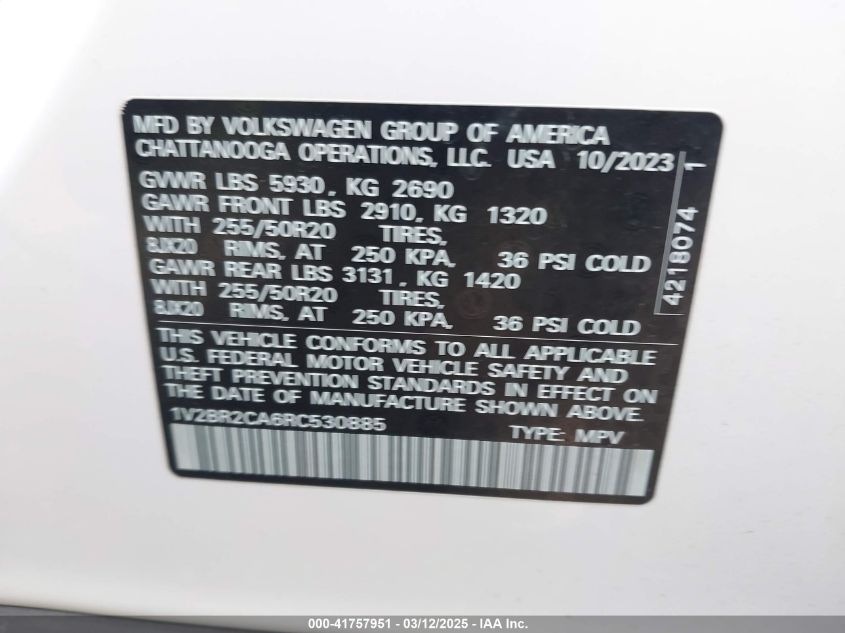 MFD BY VOLKSWAGEN GROUP OF AMERICA
CHATTANOOGA OPERATIONS, LLC. USA 10/2023
GVWR LBS 5930, KG 2690
GAWR FRONT LBS 2910, KG 1320
WITH 255/50R20 TIRES,
8JX20 RIMS, AT 250 KPA, 36 PSI COLD
GAWR REAR LBS 3131, KG 1420
WITH 255/50R20 TIRES,
8JX20 RIMS, AT 250 KPA, 36 PSI COLD
THIS VEHICLE CONFORMS TO ALL APPLICABLE
U.S. FEDERAL MOTOR VEHICLE SAFETY AND
THEFT PREVENTION STANDARDS IN EFFECT ON
THE DATE OF MANUFACTURE SHOWN ABOVE.
1V2BR2CA6RC530885 TYPE: MPV
4218074 1
000-41757951 | 03/12/2025 | IAA Inc.